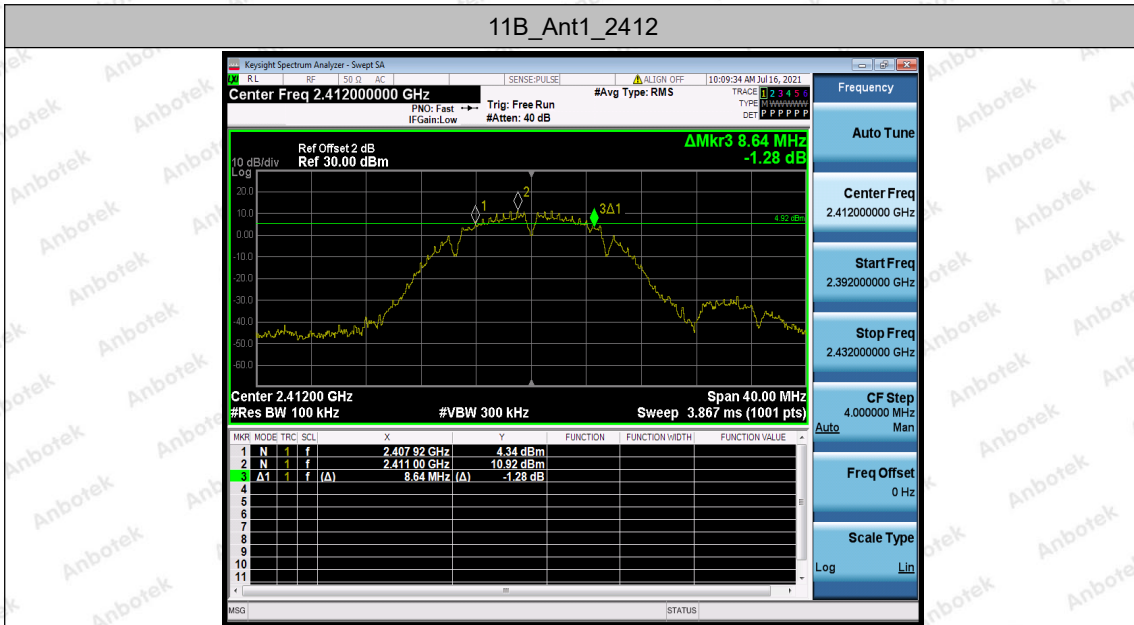 11B_Ant1_2412
Keysight Spectrum Analyzer - Swept SA
RL RF 50 Ω AC SENSE:PULSE ALIGN OFF 10:09:34 AM Jul 16, 2021
Center Freq 2.412000000 GHz
PNO: Fast
IFGain:Low
Trig: Free Run
#Atten: 40 dB
#Avg Type: RMS
TRACE 1 2 3 4 5 6
TYPE M WWWWW
DET P P P P P P
ΔMkr3 8.64 MHz
-1.28 dB
Ref Offset 2 dB
10 dB/div Ref 30.00 dBm
Log
20.0
10.0
0.00
-10.0
-20.0
-30.0
-40.0
-50.0
-60.0
1
2
3Δ1
4.92 dBm
Center 2.41200 GHz Span 40.00 MHz
#Res BW 100 kHz #VBW 300 kHz Sweep 3.867 ms (1001 pts)
MKR MODE TRC SCL X Y FUNCTION FUNCTION WIDTH FUNCTION VALUE
1 N 1 f 2.407 92 GHz 4.34 dBm
2 N 1 f 2.411 00 GHz 10.92 dBm
3 Δ1 1 f (Δ) 8.64 MHz (Δ) -1.28 dB
4
5
6
7
8
9
10
11
MSG STATUS
Frequency
Auto Tune
Center Freq
2.412000000 GHz
Start Freq
2.392000000 GHz
Stop Freq
2.432000000 GHz
CF Step
4.000000 MHz
Auto Man
Freq Offset
0 Hz
Scale Type
Log Lin
Anbotek